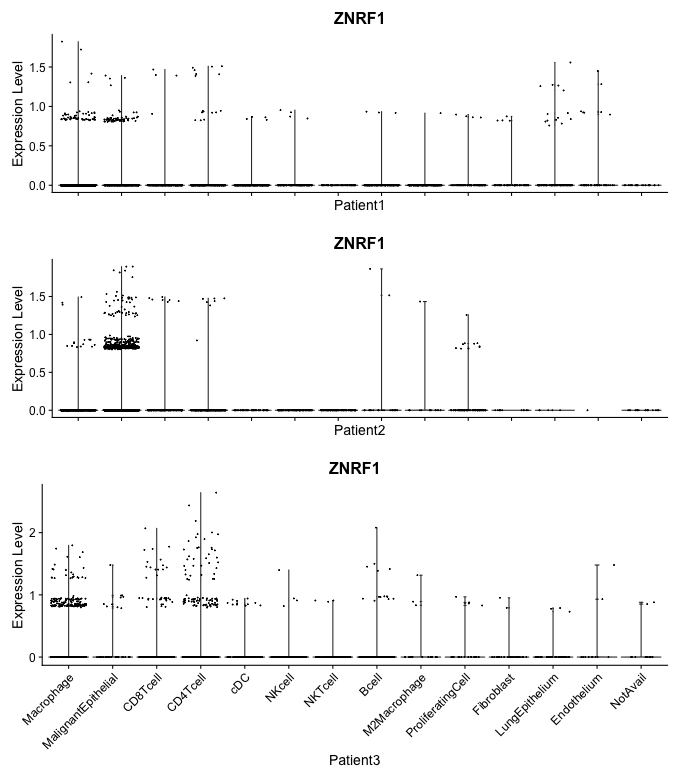 ZNRF1
Expression Level
1.5
1.0
0.5
0.0
Patient1
ZNRF1
Expression Level
1.5
1.0
0.5
0.0
Patient2
ZNRF1
Expression Level
2
1
0
Macrophage
MalignantEpithelial
CD8Tcell
CD4Tcell
cDC
NKcell
NKTcell
Bcell
M2Macrophage
ProliferatingCell
Fibroblast
LungEpithelium
Endothelium
NotAvail
Patient3